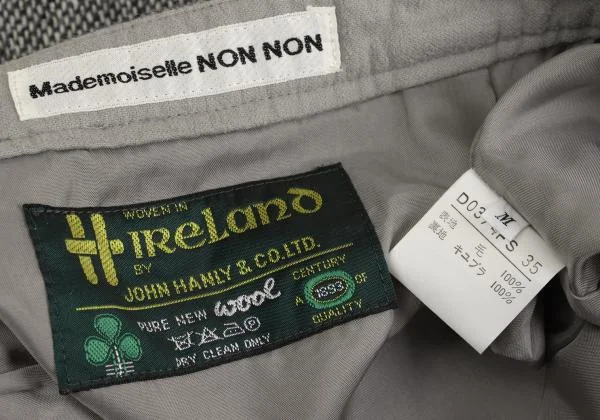 Mademoiselle NON NON
WOVEN IN
IRELAND
BY
JOHN HANLY & CO.LTD.
PURE NEW wool
DRY CLEAN ONLY
A CENTURY OF
1893
QUALITY
M
35
表地 毛 100%
裏地 キュプラ 100%